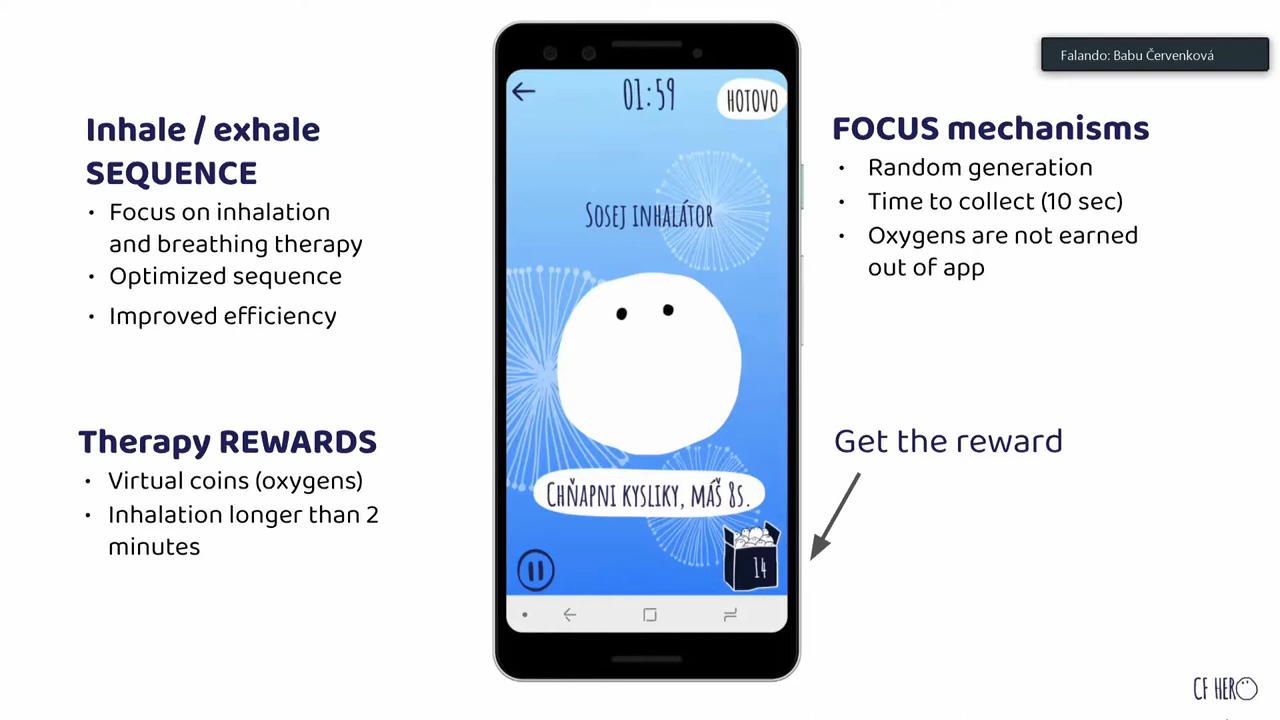 Falando: Babu Červenková
Inhale / exhale
SEQUENCE
• Focus on inhalation
and breathing therapy
• Optimized sequence
• Improved efficiency
Therapy REWARDS
• Virtual coins (oxygens)
• Inhalation longer than 2
minutes
01:59
HOTOVO
SOSEJ INHALÁTOR
CHŇAPNI KYSLIKY, MÁŠ 8S.
14
FOCUS mechanisms
• Random generation
• Time to collect (10 sec)
• Oxygens are not earned
out of app
Get the reward
CF HERO